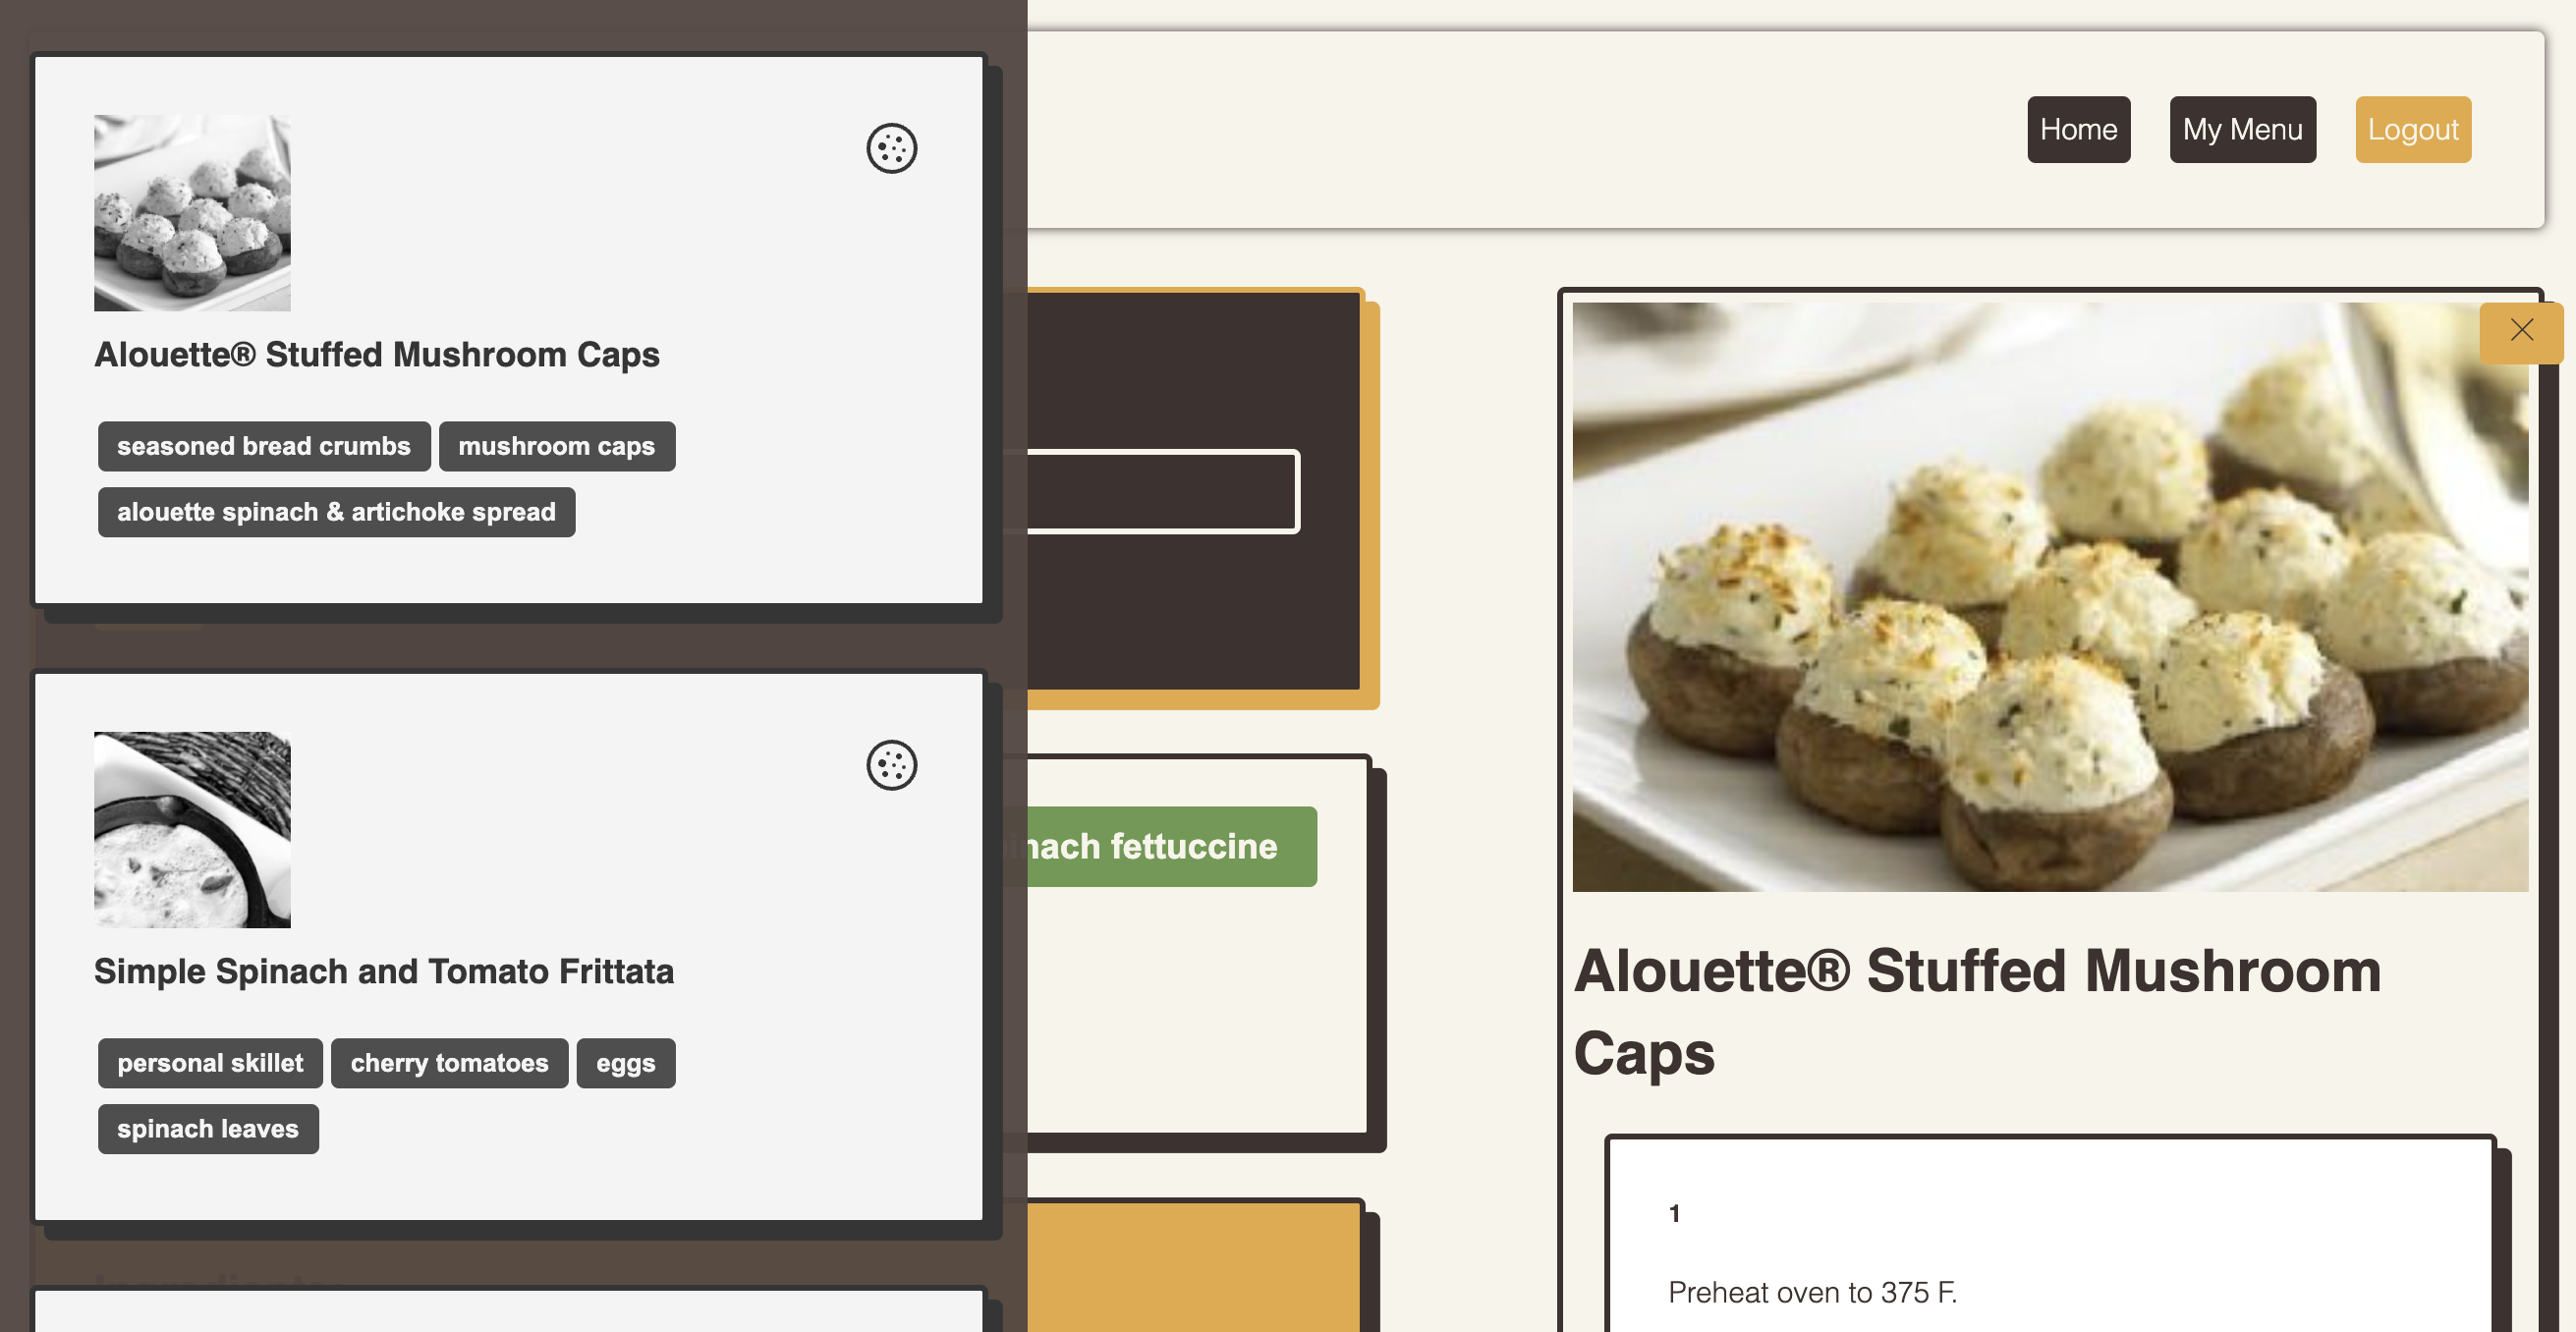 Home
My Menu
Logout
Alouette® Stuffed Mushroom Caps
seasoned bread crumbs
mushroom caps
alouette spinach & artichoke spread
Simple Spinach and Tomato Frittata
personal skillet
cherry tomatoes
eggs
spinach leaves
fettuccine
Alouette® Stuffed Mushroom
Caps
1
Preheat oven to 375 F.